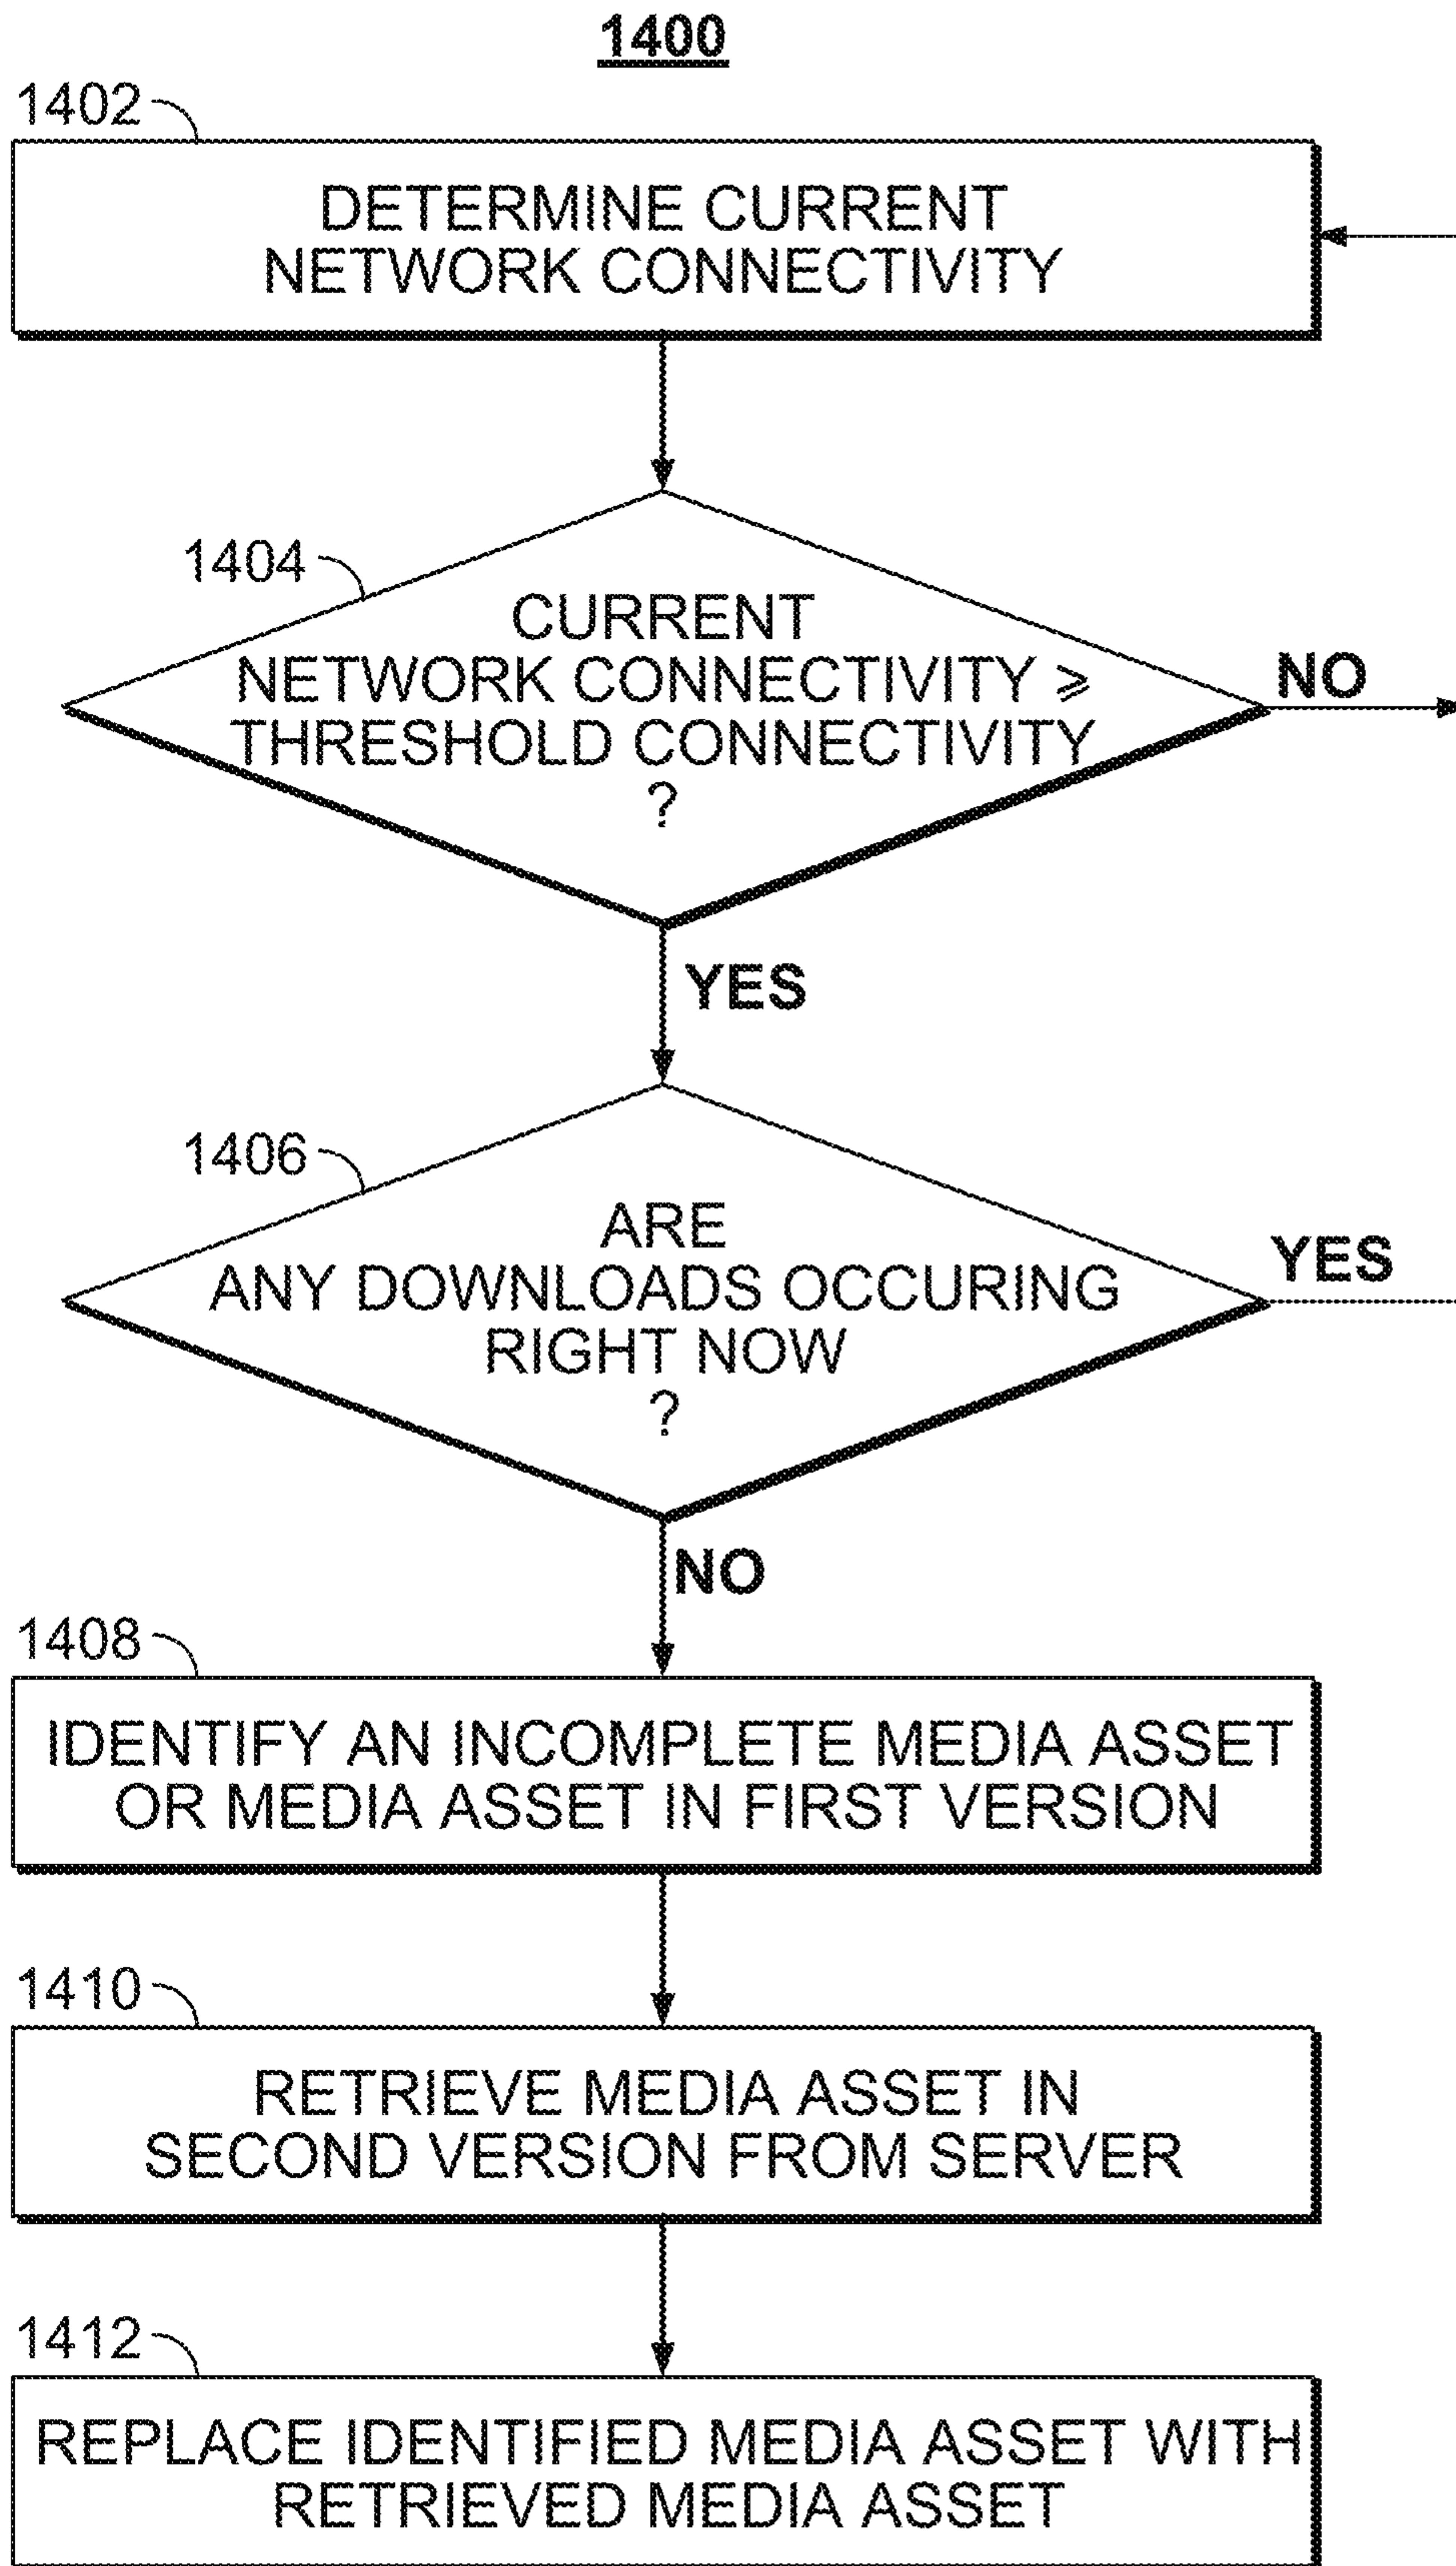 1400
1402
DETERMINE CURRENT
NETWORK CONNECTIVITY
1404
CURRENT
NETWORK CONNECTIVITY ⩾
THRESHOLD CONNECTIVITY
?
NO
YES
1406
ARE
ANY DOWNLOADS OCCURING
RIGHT NOW
?
YES
NO
1408
IDENTIFY AN INCOMPLETE MEDIA ASSET
OR MEDIA ASSET IN FIRST VERSION
1410
RETRIEVE MEDIA ASSET IN
SECOND VERSION FROM SERVER
1412
REPLACE IDENTIFIED MEDIA ASSET WITH
RETRIEVED MEDIA ASSET